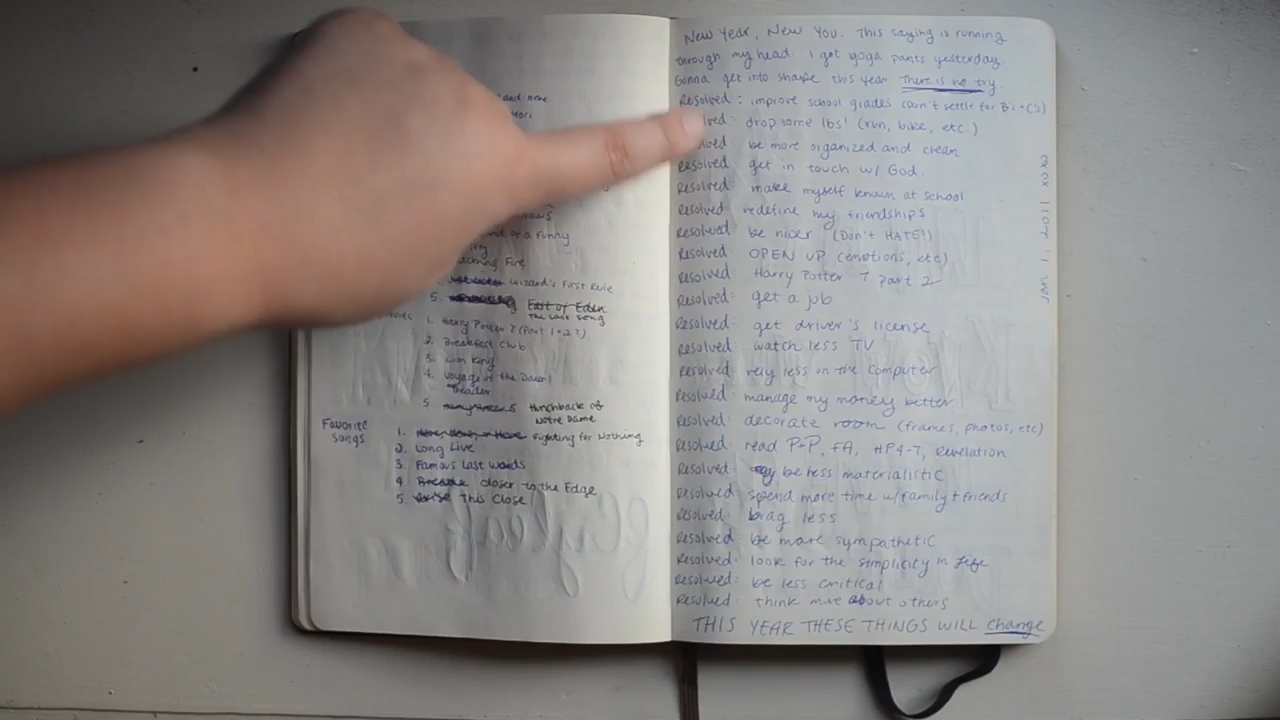 and
wizard's First Rule
5. East of Eden
The Last Song
1. Harry Potter 7 (Part 1+2?)
2. Breakfast Club
3. Lion King
4. Voyage of the Dawn
Treader
5. Hunchback of
Notre Dame
Favorite
Songs
1. Fighting for Nothing
2. Long Live
3. Famous Last Words
4. Closer to the Edge
5. This Close
New Year, New You. This saying is running
through my head. I got yoga pants yesterday
Gonna get into shape this year There is no try
Resolved: improve school grades (Don't settle for B's + C's)
lved: drop some lbs! (run, bike, etc.)
lved be more organized and clean
Resolved: get in touch w/ God.
Resolved: make myself known at school
Resolved redefine my friendships
Resolved: be nicer (Don't HATE!)
Resolved: OPEN UP (emotions, etc)
Resolved: Harry Potter 7 part 2
Resolved: get a job
Resolved: get driver's license
Resolved: watch less TV
Resolved: rely less on the computer
Resolved: manage my money better
Resolved: decorate room (frames, photos, etc)
Resolved: read P+P, FA, HP4-7, Revelation
Resolved: be less materialistic
Resolved: spend more time w/family + friends
Resolved: brag less
Resolved: be more sympathetic
Resolved: look for the simplicity in life
Resolved: be less critical
Resolved: think more about others
THIS YEAR THESE THINGS WILL change
Jan 1, 2011 xoxo